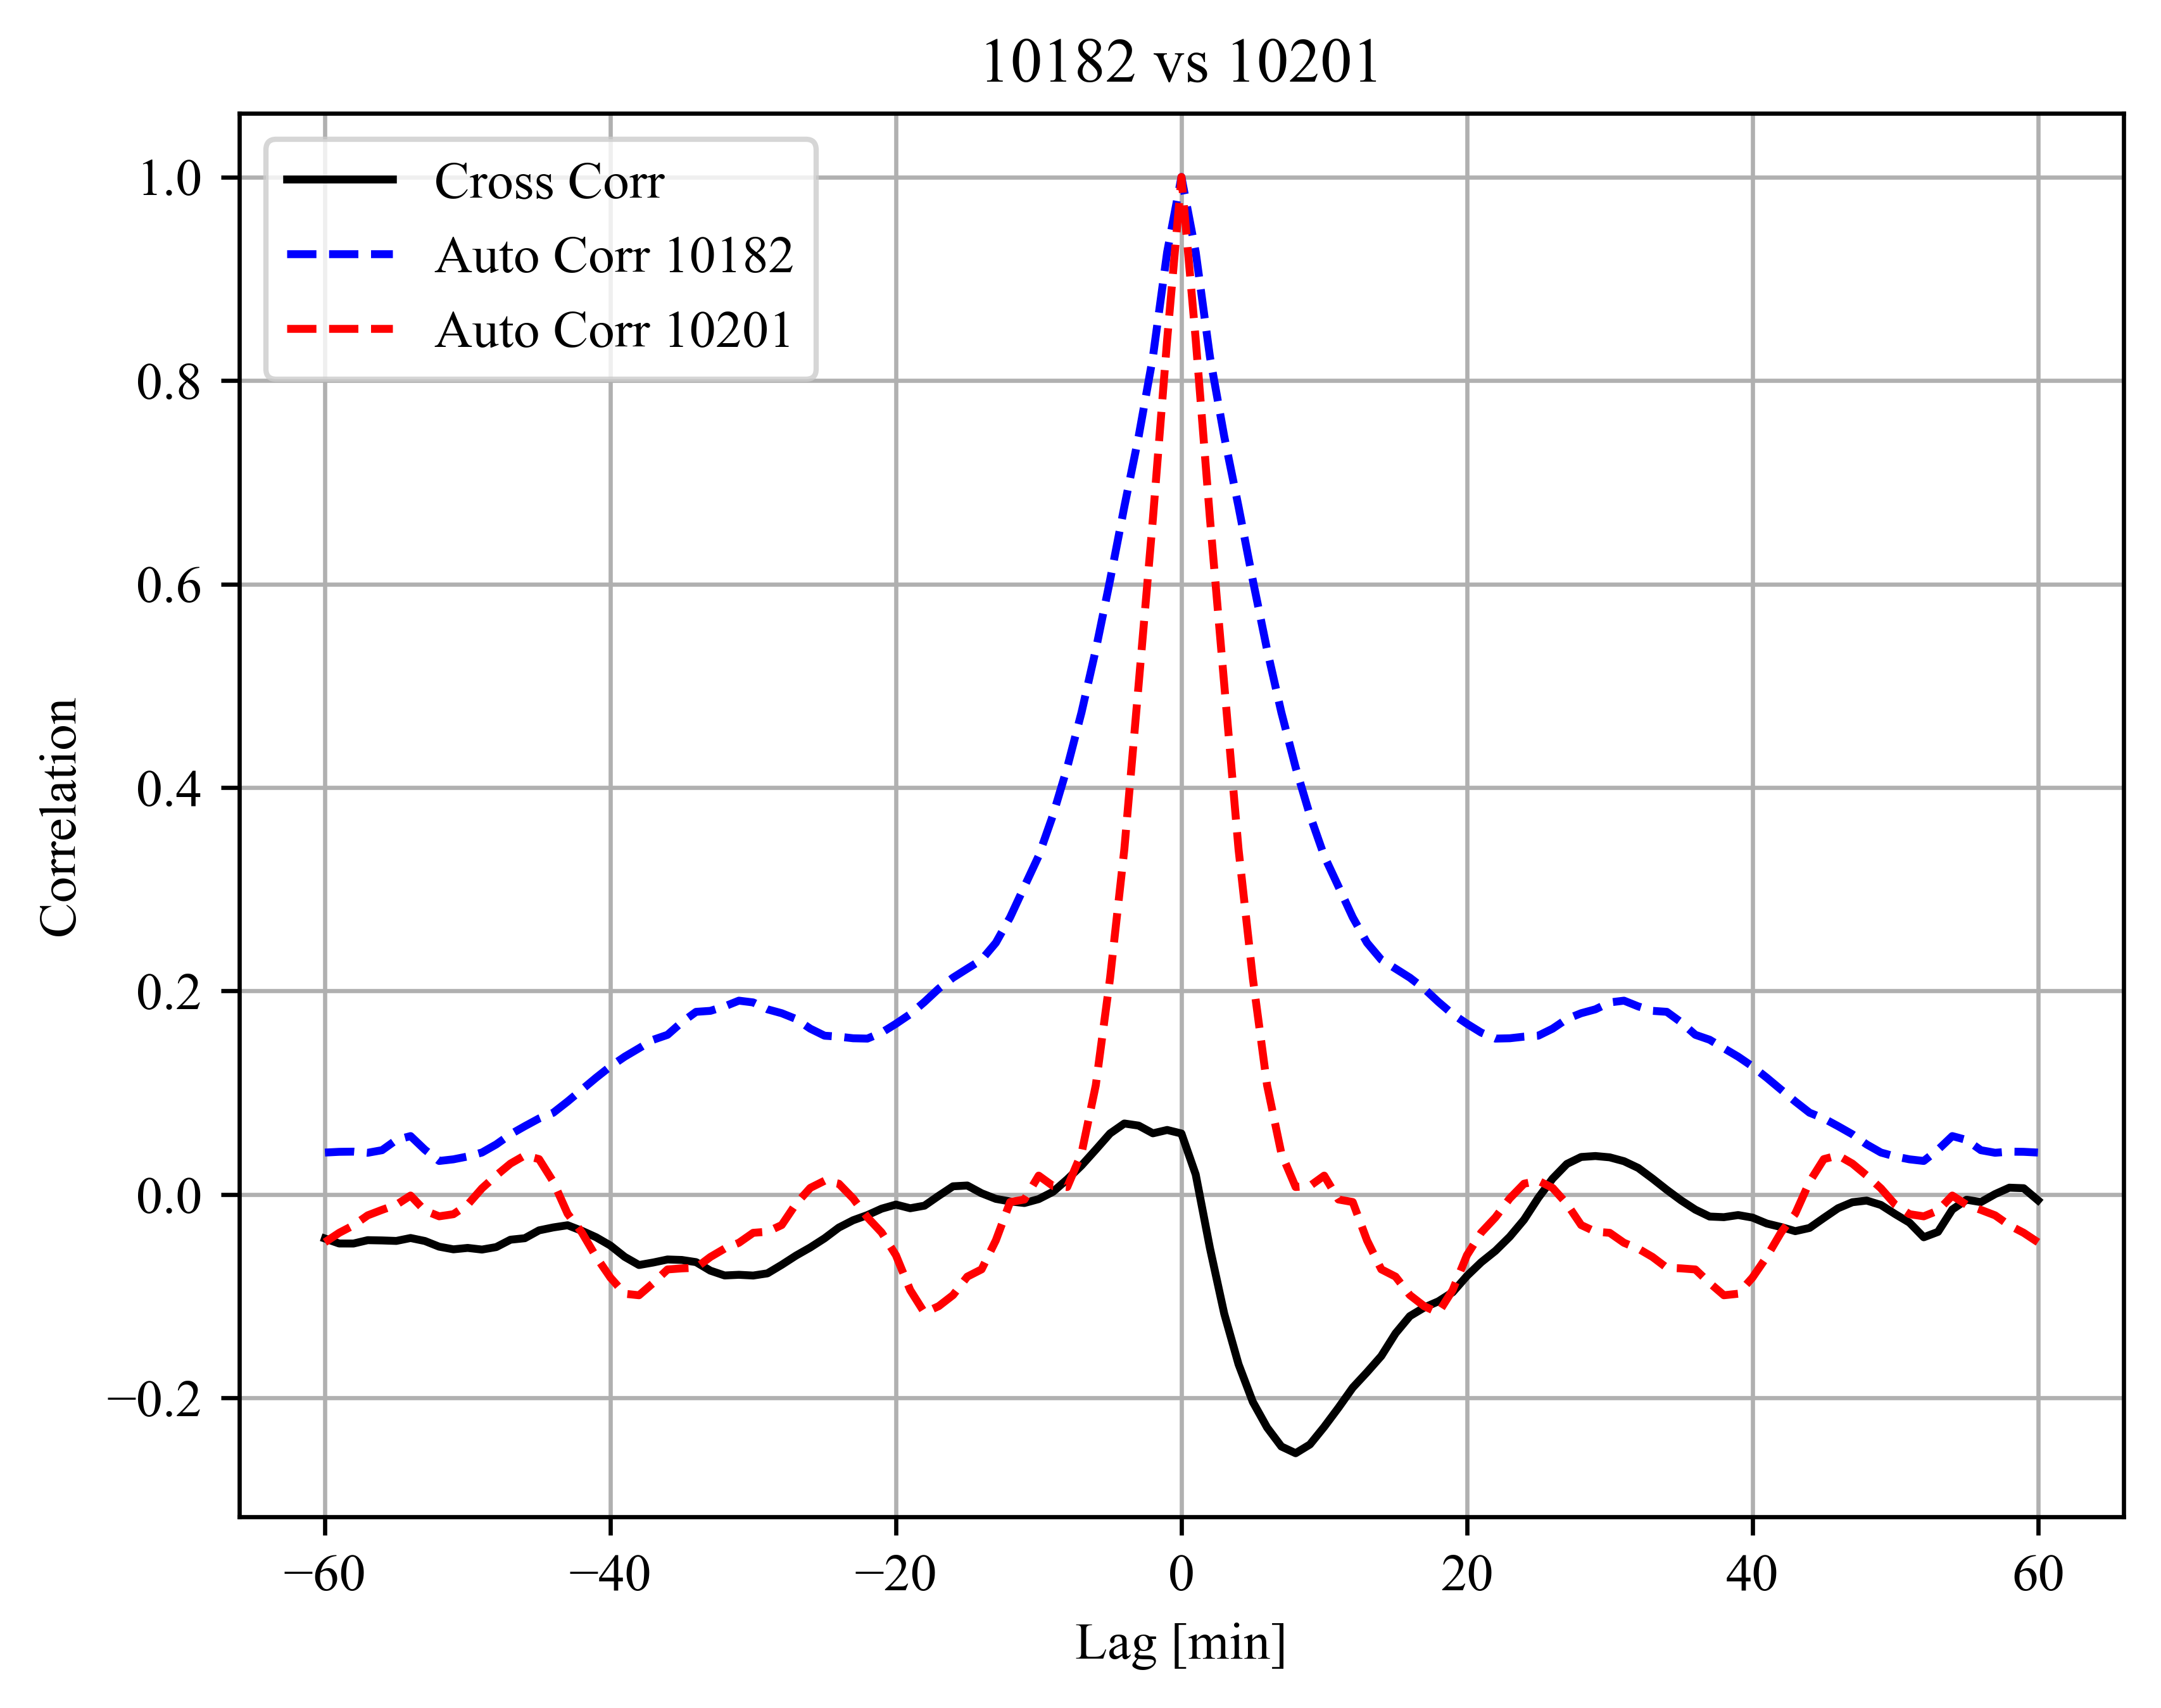 10182 vs 10201
Cross Corr
Auto Corr 10182
Auto Corr 10201
1.0
0.8
0.6
0.4
0.2
0.0
−0.2
Correlation
−60 −40 −20 0 20 40 60
Lag [min]